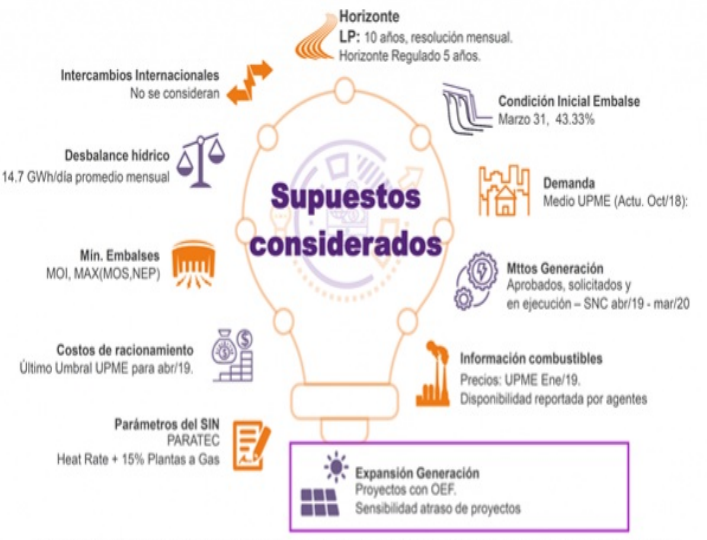 Horizonte
LP: 10 años, resolución mensual.
Horizonte Regulado 5 años.
Intercambios Internacionales
No se consideran
Condición Inicial Embalse
Marzo 31, 43.33%
Desbalance hídrico
14.7 GWh/día promedio mensual
Demanda
Medio UPME (Actu. Oct/18):
Supuestos
considerados
Mín. Embalses
MOI, MAX(MOS,NEP)
Mttos Generación
Aprobados, solicitados y
en ejecución – SNC abr/19 - mar/20
Costos de racionamiento
Último Umbral UPME para abr/19.
Información combustibles
Precios: UPME Ene/19.
Disponibilidad reportada por agentes
Parámetros del SIN
PARATEC
Heat Rate + 15% Plantas a Gas
Expansión Generación
Proyectos con OEF.
Sensibilidad atraso de proyectos